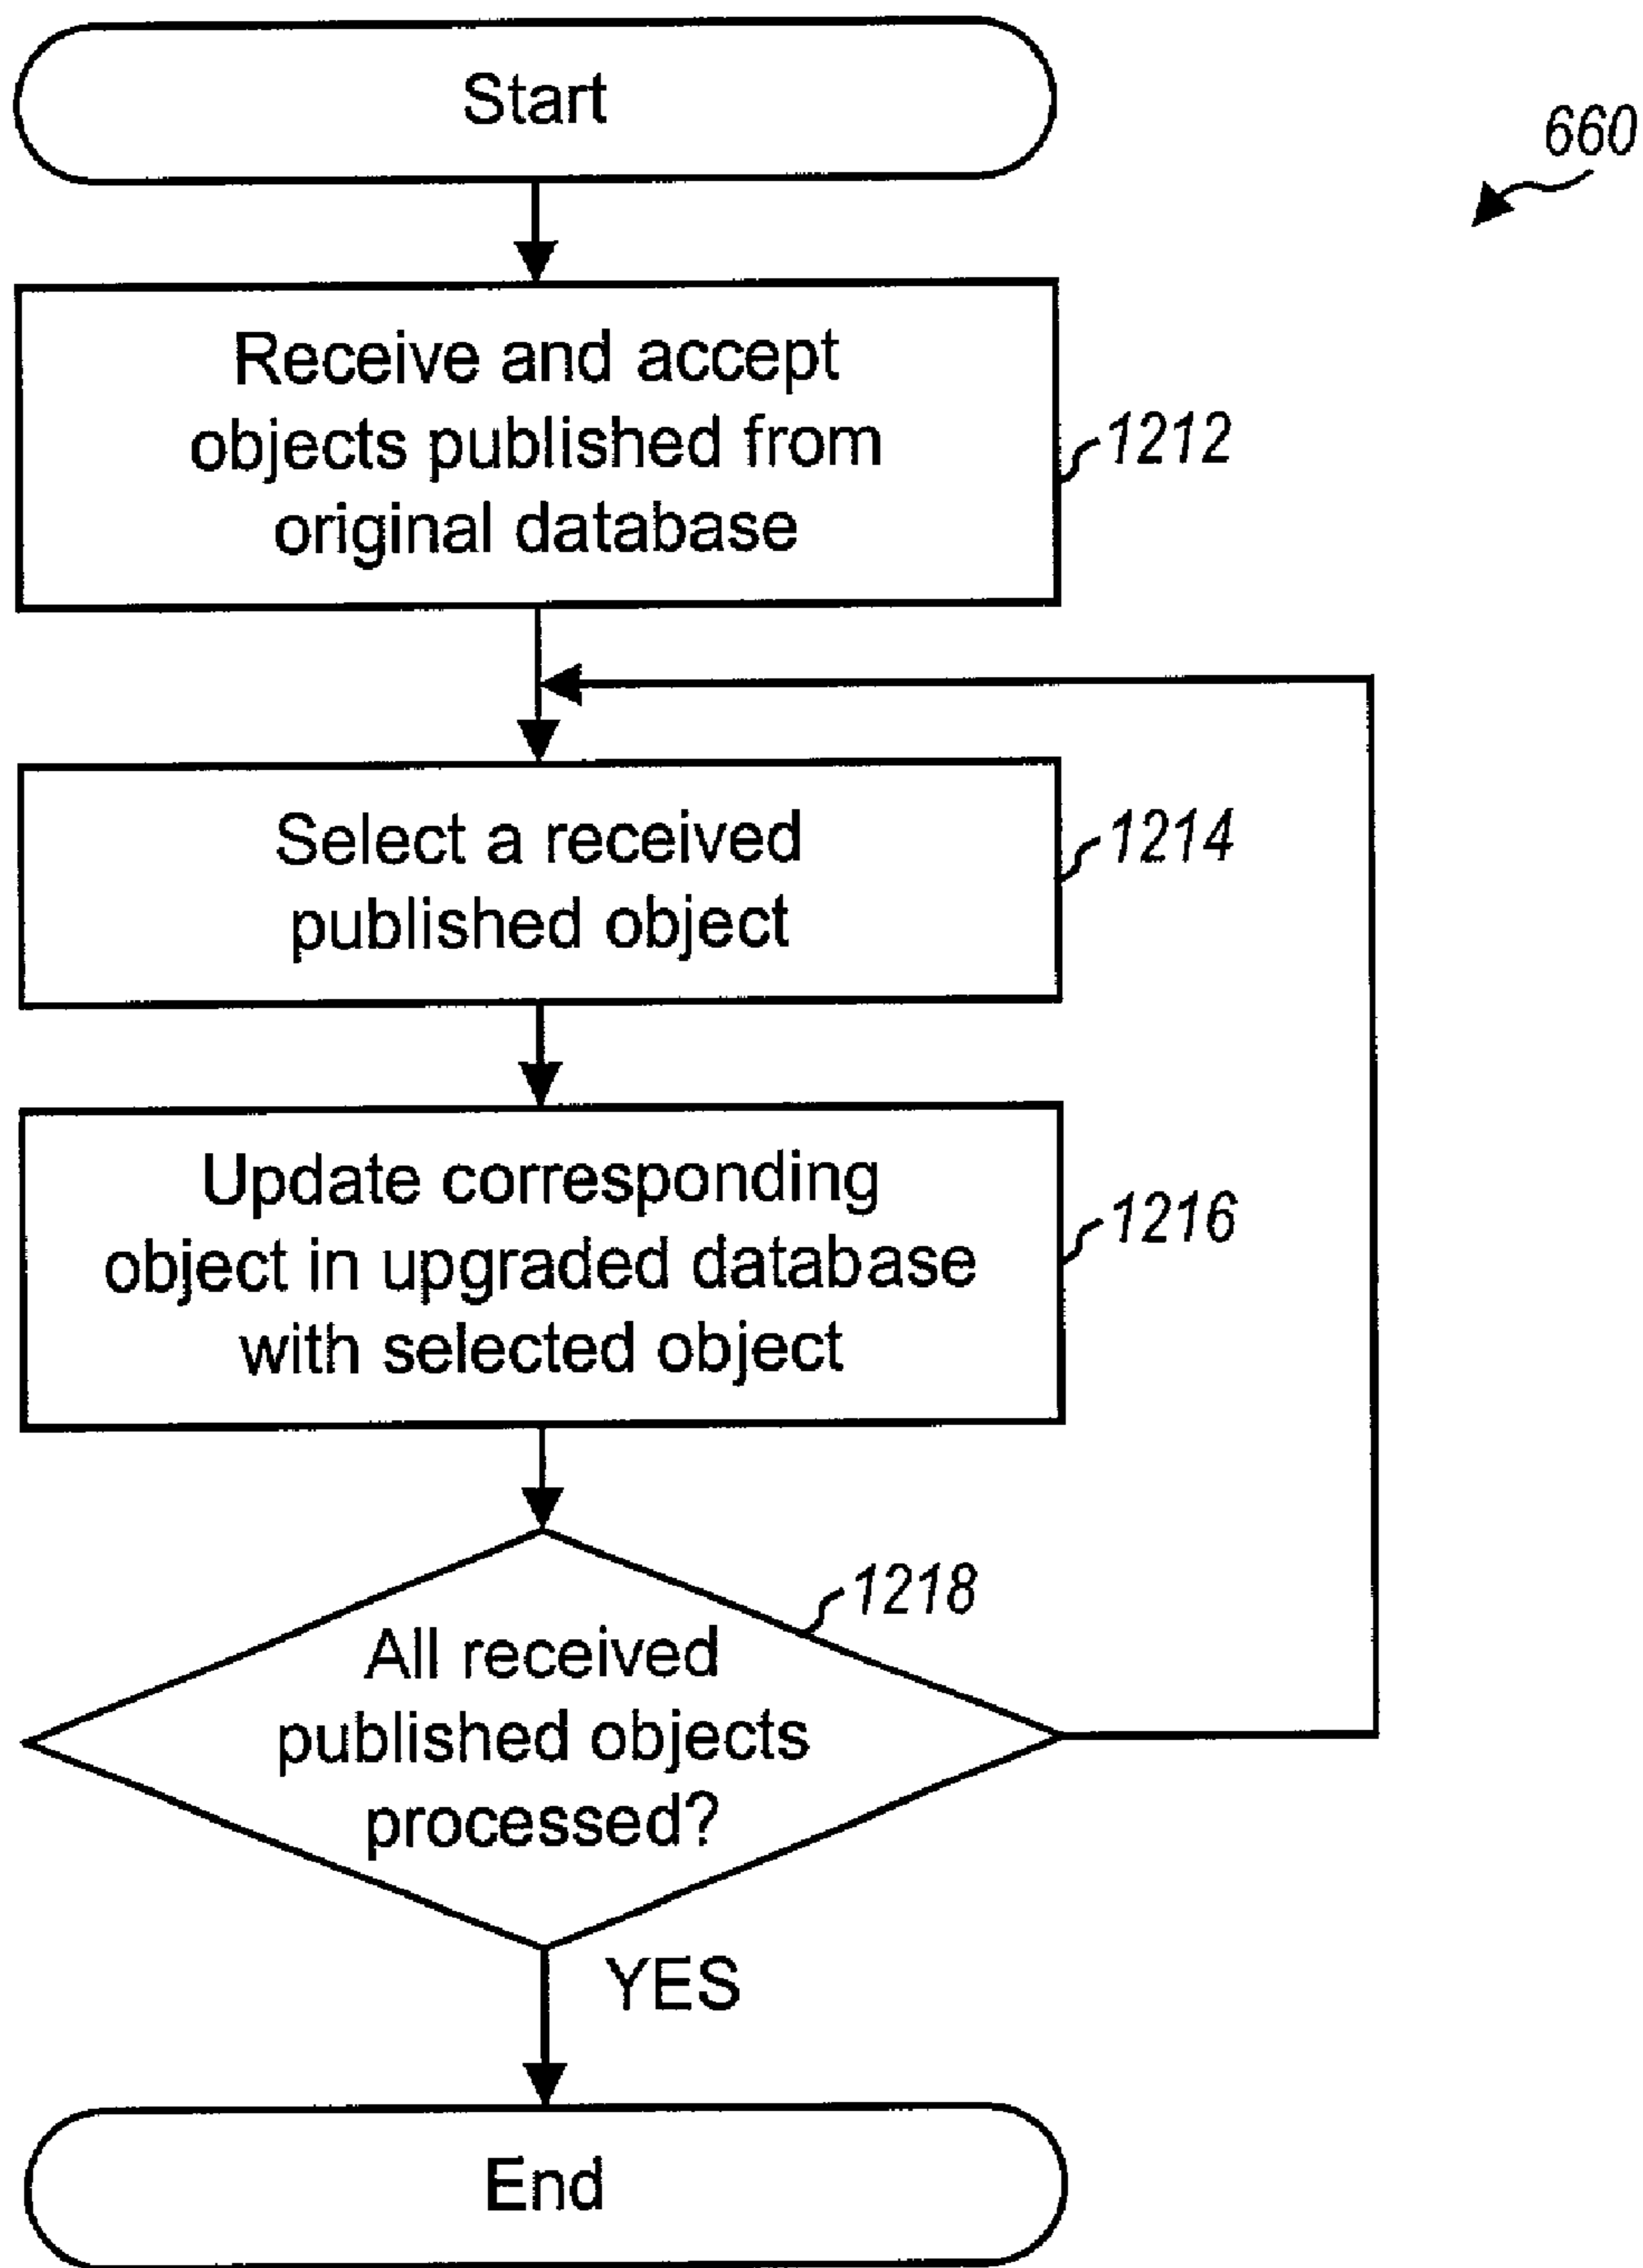 Start
660
Receive and accept
objects published from
original database
1212
Select a received
published object
1214
Update corresponding
object in upgraded database
with selected object
1216
1218
All received
published objects
processed?
YES
End